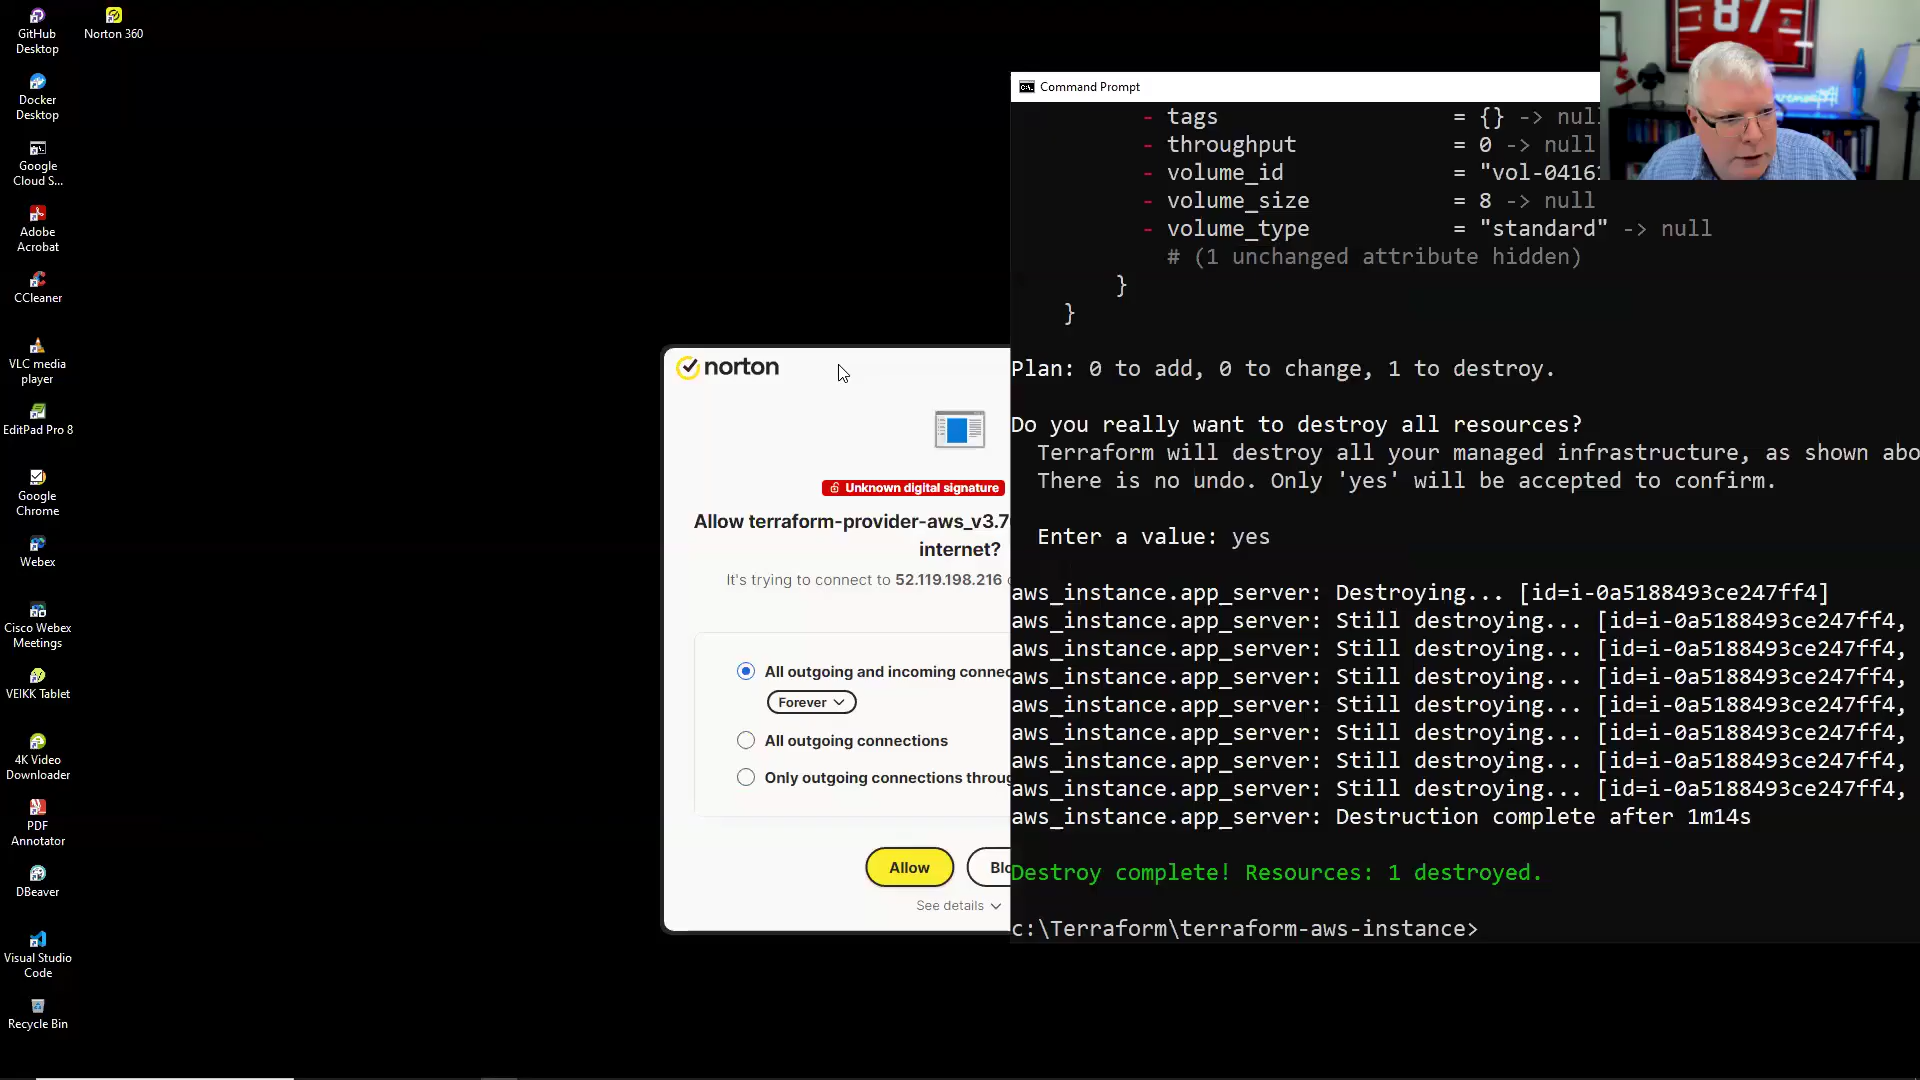 GitHub
Desktop
Norton 360
Docker
Desktop
Google
Cloud S...
Adobe
Acrobat
CCleaner
VLC media
player
EditPad Pro 8
Google
Chrome
Webex
Cisco Webex
Meetings
VEIKK Tablet
4K Video
Downloader
PDF
Annotator
DBeaver
Visual Studio
Code
Recycle Bin
norton
Unknown digital signature
Allow terraform-provider-aws_v3.7
internet?
It's trying to connect to 52.119.198.216
All outgoing and incoming connec
Forever
All outgoing connections
Only outgoing connections throug
Allow
Blo
See details
Command Prompt
- tags = {} -> null
- throughput = 0 -> null
- volume_id = "vol-0416
- volume_size = 8 -> null
- volume_type = "standard" -> null
# (1 unchanged attribute hidden)
}
}
Plan: 0 to add, 0 to change, 1 to destroy.
Do you really want to destroy all resources?
Terraform will destroy all your managed infrastructure, as shown abo
There is no undo. Only 'yes' will be accepted to confirm.
Enter a value: yes
aws_instance.app_server: Destroying... [id=i-0a5188493ce247ff4]
aws_instance.app_server: Still destroying... [id=i-0a5188493ce247ff4,
aws_instance.app_server: Still destroying... [id=i-0a5188493ce247ff4,
aws_instance.app_server: Still destroying... [id=i-0a5188493ce247ff4,
aws_instance.app_server: Still destroying... [id=i-0a5188493ce247ff4,
aws_instance.app_server: Still destroying... [id=i-0a5188493ce247ff4,
aws_instance.app_server: Still destroying... [id=i-0a5188493ce247ff4,
aws_instance.app_server: Still destroying... [id=i-0a5188493ce247ff4,
aws_instance.app_server: Destruction complete after 1m14s
Destroy complete! Resources: 1 destroyed.
c:\Terraform\terraform-aws-instance>
87